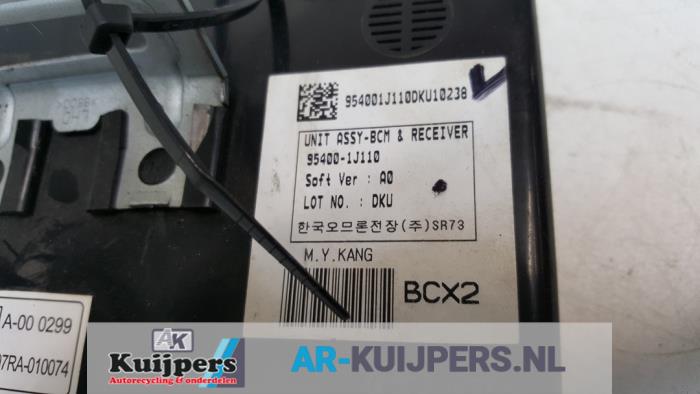 954001J110DKU10238
UNIT ASSY-BCM & RECEIVER
95400-1J110
Soft Ver : A0
LOT NO. : DKU
한국오므론전장(주)SR73
M.Y.KANG
BCX2
A-00 0299
07RA-010074
AK
Kuijpers
Autorecycling & onderdelen
AR-KUIJPERS.NL